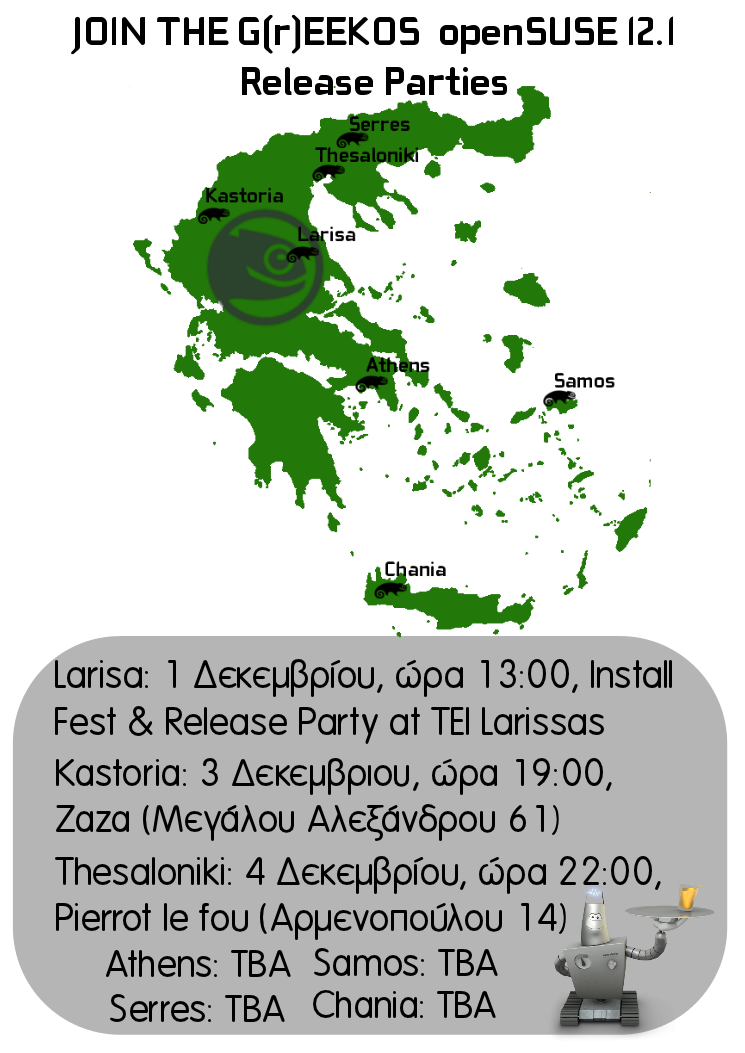 JOIN THE G(r)EEKOS openSUSE 12.1
Release Parties
Serres
Thesaloniki
Kastoria
Larisa
Athens
Samos
Chania
Larisa: 1 Δεκεμβρίου, ώρα 13:00, Install
Fest & Release Party at TEI Larissas
Kastoria: 3 Δεκεμβριου, ώρα 19:00,
Zaza (Μεγάλου Αλεξάνδρου 61)
Thesaloniki: 4 Δεκεμβρίου, ώρα 22:00,
Pierrot le fou (Αρμενοπούλου 14)
Athens: TBA Samos: TBA
Serres: TBA Chania: TBA